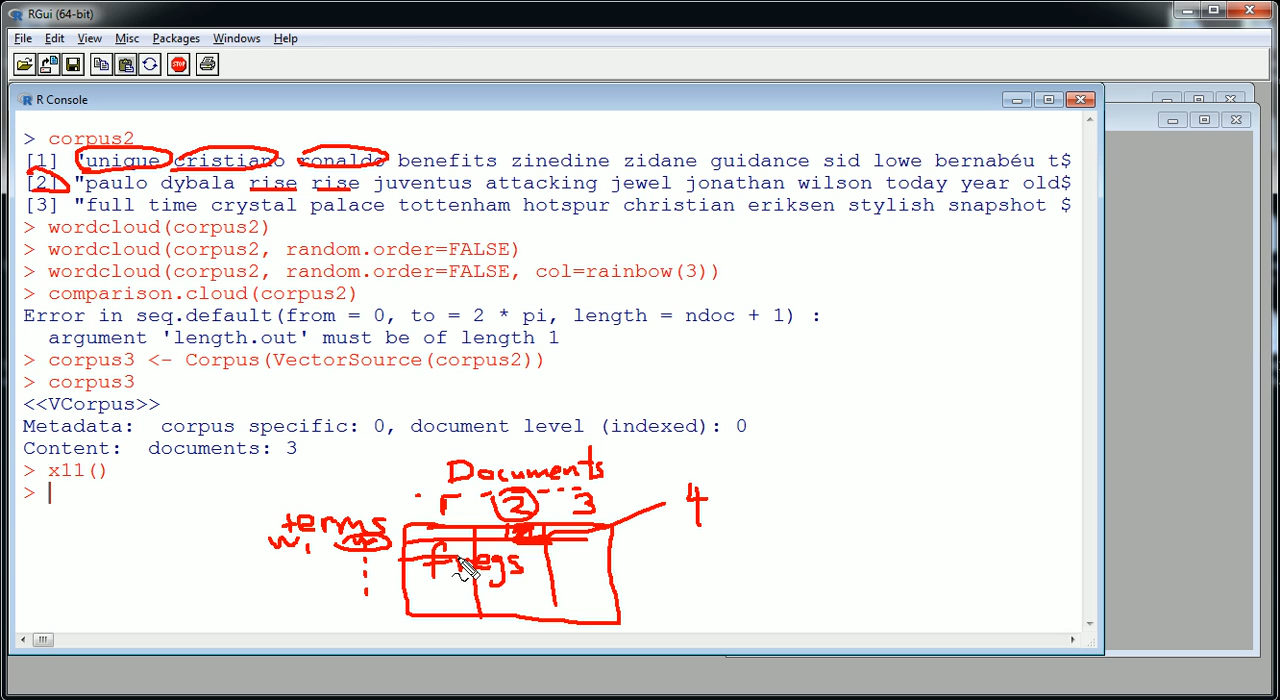 RGui (64-bit)
File Edit View Misc Packages Windows Help
STOP
R Console
> corpus2
[1] "unique cristiano ronaldo benefits zinedine zidane guidance sid lowe bernabéu t$
[2] "paulo dybala rise rise juventus attacking jewel jonathan wilson today year old$
[3] "full time crystal palace tottenham hotspur christian eriksen stylish snapshot $
> wordcloud(corpus2)
> wordcloud(corpus2, random.order=FALSE)
> wordcloud(corpus2, random.order=FALSE, col=rainbow(3))
> comparison.cloud(corpus2)
Error in seq.default(from = 0, to = 2 * pi, length = ndoc + 1) :
argument 'length.out' must be of length 1
> corpus3 <- Corpus(VectorSource(corpus2))
> corpus3
<<VCorpus>>
Metadata: corpus specific: 0, document level (indexed): 0
Content: documents: 3
> x11()
>
Documents
2 3 4
terms
w1
freqs